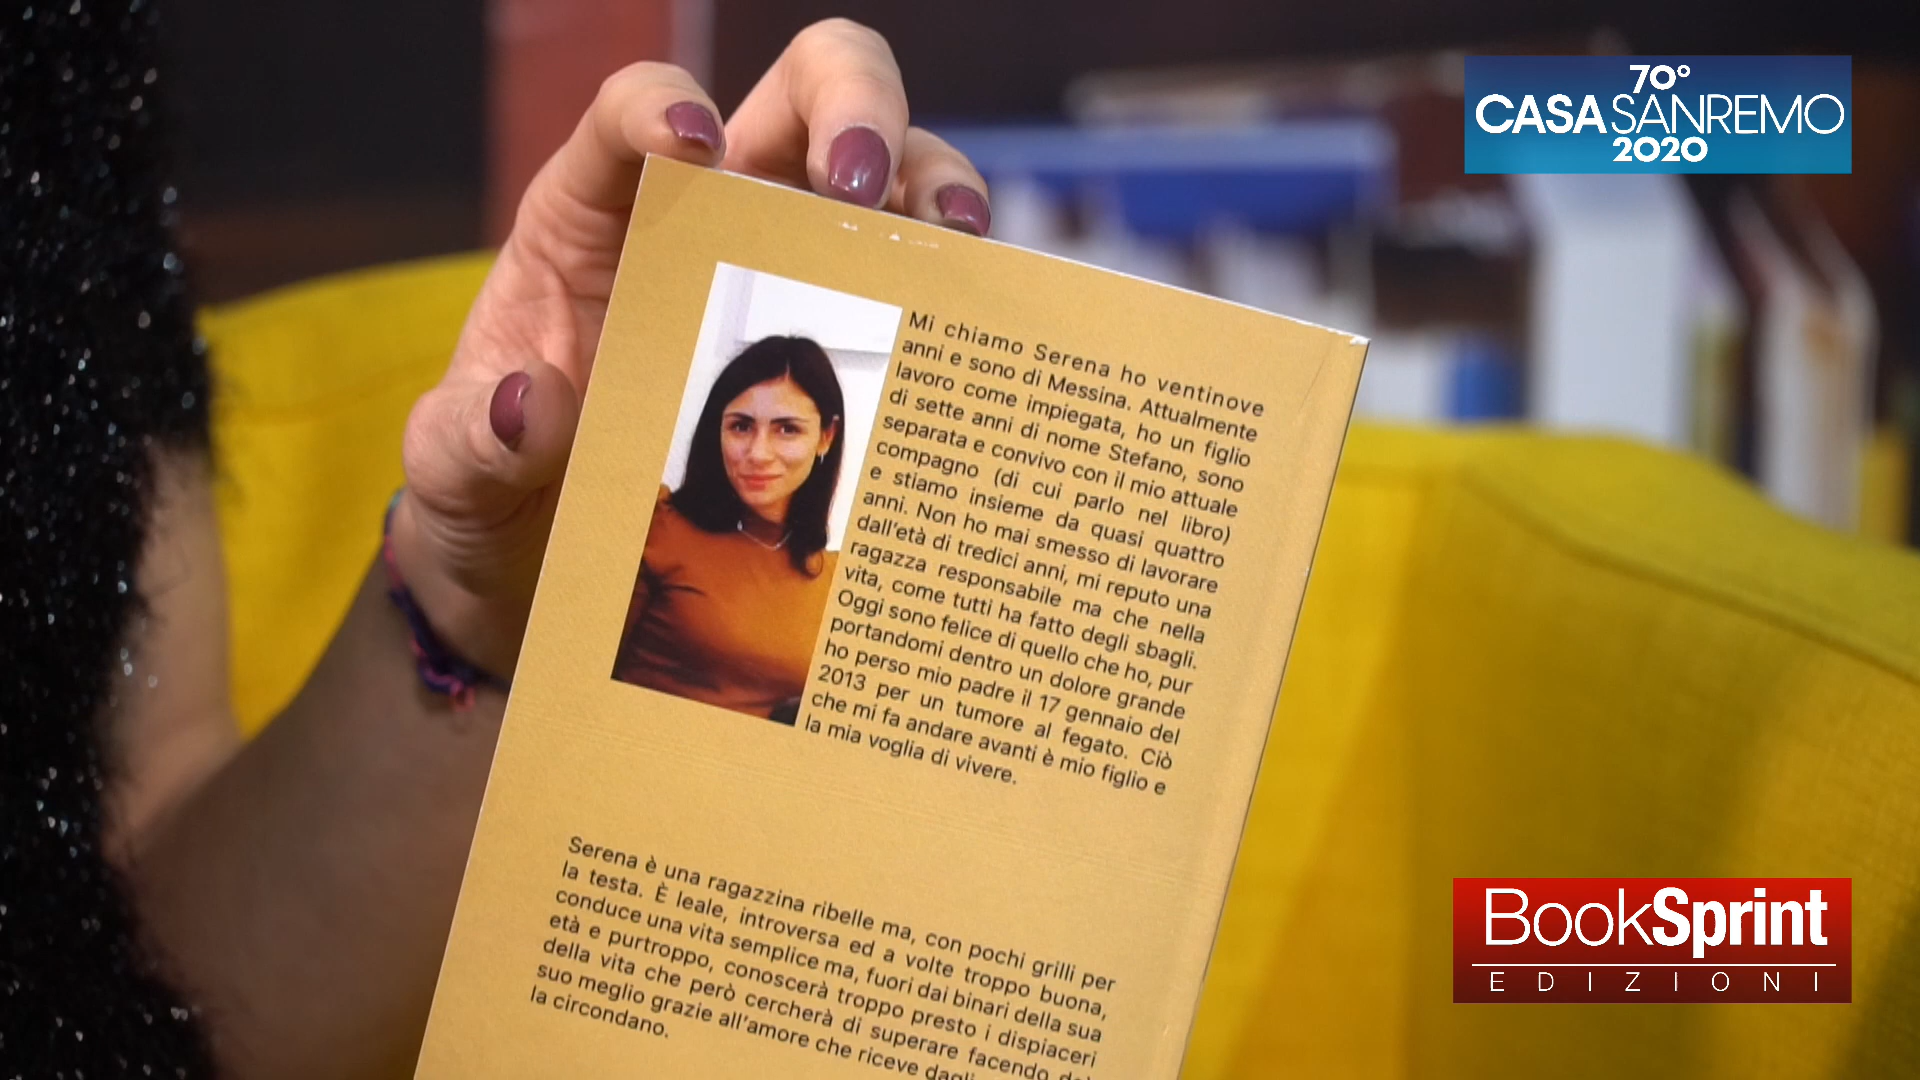 70°
CASASANREMO
2020
Mi chiamo Serena ho ventinove
anni e sono di Messina. Attualmente
lavoro come impiegata, ho un figlio
di sette anni di nome Stefano, sono
separata e convivo con il mio attuale
compagno (di cui parlo nel libro)
e stiamo insieme da quasi quattro
anni. Non ho mai smesso di lavorare
dall'età di tredici anni, mi reputo una
ragazza responsabile ma che nella
vita, come tutti ha fatto degli sbagli.
Oggi sono felice di quello che ho, pur
portandomi dentro un dolore grande
ho perso mio padre il 17 gennaio del
2013 per un tumore al fegato. Ciò
che mi fa andare avanti è mio figlio e
la mia voglia di vivere.
Serena è una ragazzina ribelle ma, con pochi grilli per
la testa. È leale, introversa ed a volte troppo buona,
conduce una vita semplice ma, fuori dai binari della sua
età e purtroppo, conoscerà troppo presto i dispiaceri
della vita che però cercherà di superare facendo
suo meglio grazie all'amore che riceve dagli
la circondano.
BookSprint
EDIZIONI